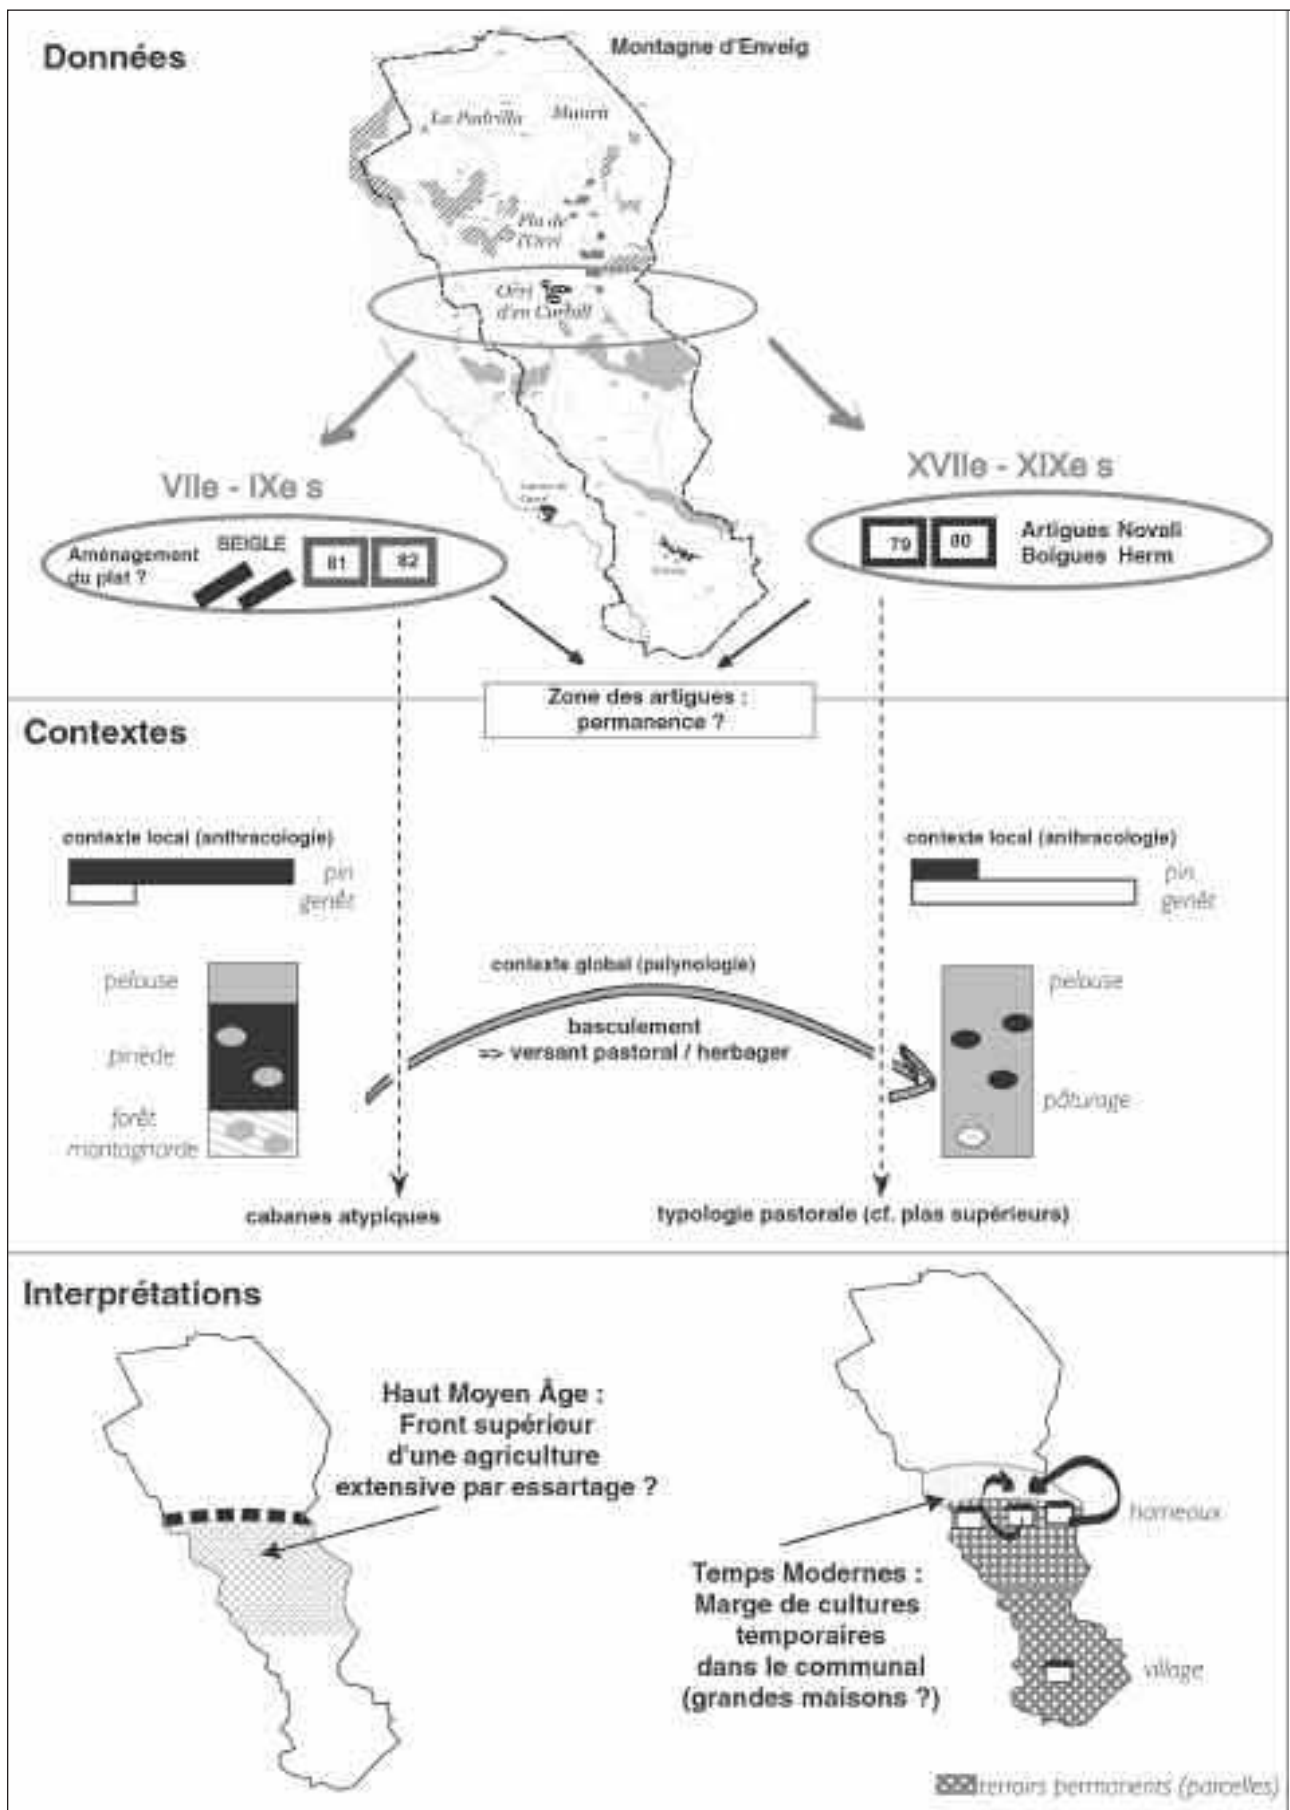 Données
Montagne d'Enveig
La Padrilla
Maura
Pla de
l'Orri
Orri
d'en Corbill
VIIe - IXe s
XVIIe - XIXe s
Aménagement
du plat ?
SEIGLE
81
82
79
80
Artigues Novali
Boigues Herm
Zone des artigues :
permanence ?
Contextes
contexte local (anthracologie)
pin
genêt
contexte local (anthracologie)
pin
genêt
pelouse
pinède
forêt
montagnarde
contexte global (palynologie)
basculement
=> versant pastoral / herbager
pelouse
pâturage
cabanes atypiques
typologie pastorale (cf. plas supérieurs)
Interprétations
Haut Moyen Âge :
Front supérieur
d'une agriculture
extensive par essartage ?
hameaux
Temps Modernes :
Marge de cultures
temporaires
dans le communal
(grandes maisons ?)
village
terroirs permanents (parcelles)